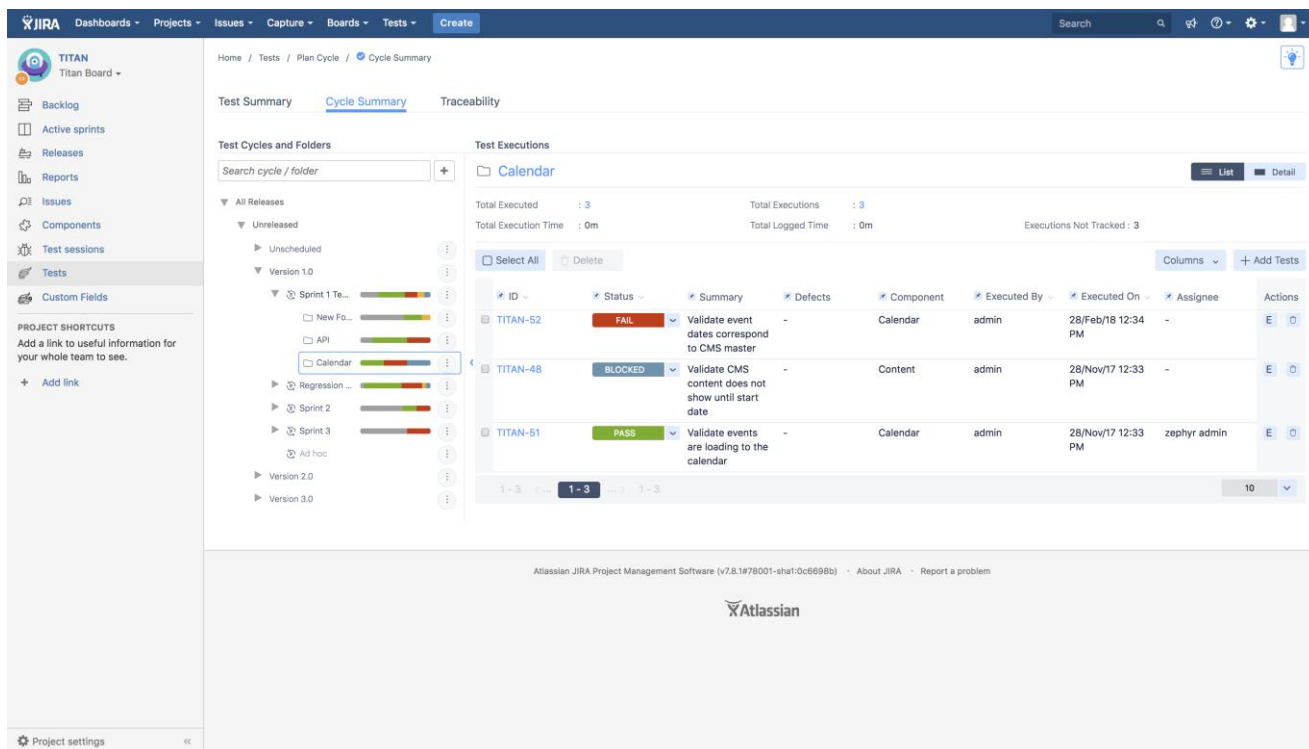 JIRA Dashboards Projects Issues Capture Boards Tests Create Search
TITAN
Titan Board
Backlog
Active sprints
Releases
Reports
Issues
Components
Test sessions
Tests
Custom Fields
PROJECT SHORTCUTS
Add a link to useful information for
your whole team to see.
+ Add link
Project settings «
Home / Tests / Plan Cycle / Cycle Summary
Test Summary Cycle Summary Traceability
Test Cycles and Folders
Search cycle / folder +
All Releases
Unreleased
Unscheduled
Version 1.0
Sprint 1 Te...
New Fo...
API
Calendar
Regression ...
Sprint 2
Sprint 3
Ad hoc
Version 2.0
Version 3.0
Test Executions
Calendar List Detail
Total Executed : 3 Total Executions : 3
Total Execution Time : 0m Total Logged Time : 0m Executions Not Tracked : 3
Select All Delete Columns + Add Tests
ID Status Summary Defects Component Executed By Executed On Assignee Actions
TITAN-52 FAIL Validate event - Calendar admin 28/Feb/18 12:34 - E
dates correspond PM
to CMS master
TITAN-48 BLOCKED Validate CMS - Content admin 28/Nov/17 12:33 - E
content does not PM
show until start
date
TITAN-51 PASS Validate events - Calendar admin 28/Nov/17 12:33 zephyr admin E
are loading to the PM
calendar
1 - 3 ‹ ... 1 - 3 ... › 1 - 3 10
Atlassian JIRA Project Management Software (v7.8.1#78001-sha1:0c6698b) · About JIRA · Report a problem
Atlassian